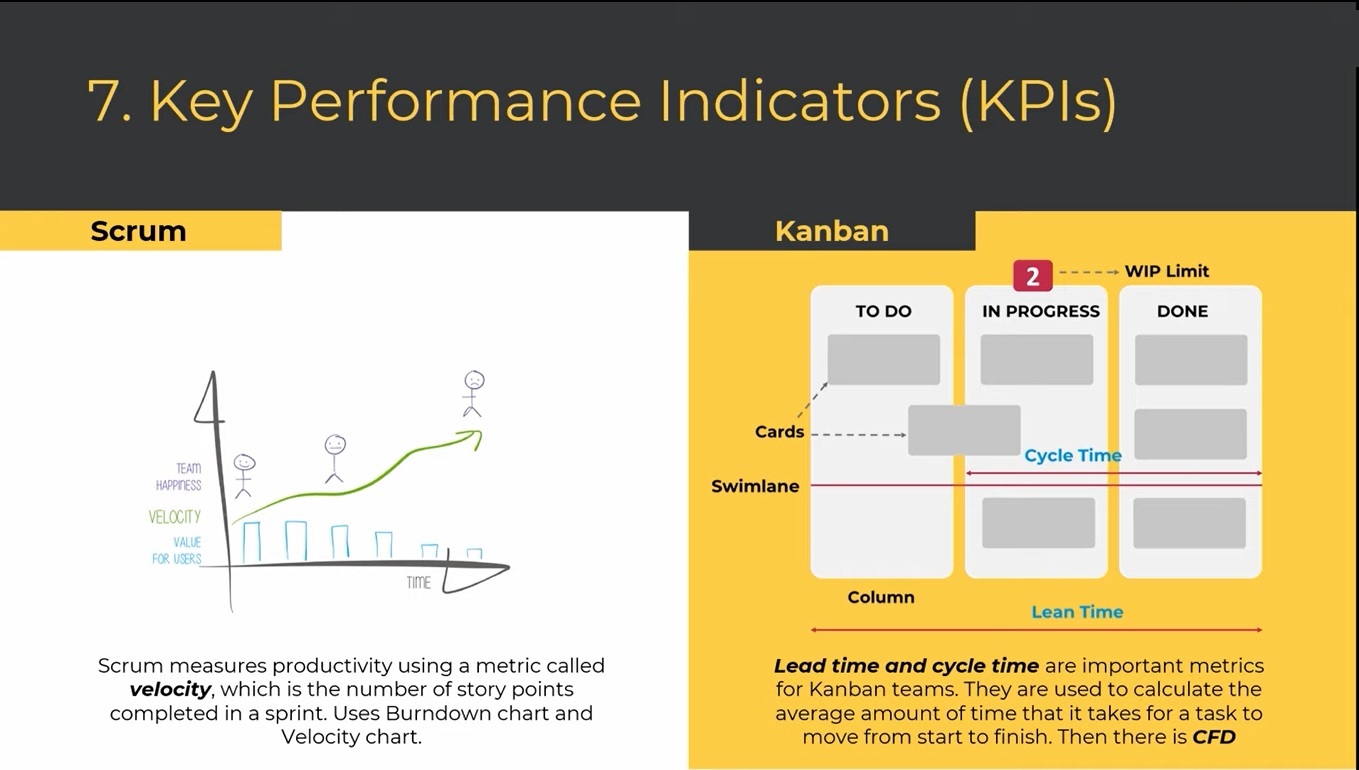 7. Key Performance Indicators (KPIs)
Scrum
TEAM
HAPPINESS
VELOCITY
VALUE
FOR USERS
TIME
Scrum measures productivity using a metric called
velocity, which is the number of story points
completed in a sprint. Uses Burndown chart and
Velocity chart.
Kanban
2
WIP Limit
TO DO
IN PROGRESS
DONE
Cards
Cycle Time
Swimlane
Column
Lean Time
Lead time and cycle time are important metrics
for Kanban teams. They are used to calculate the
average amount of time that it takes for a task to
move from start to finish. Then there is CFD